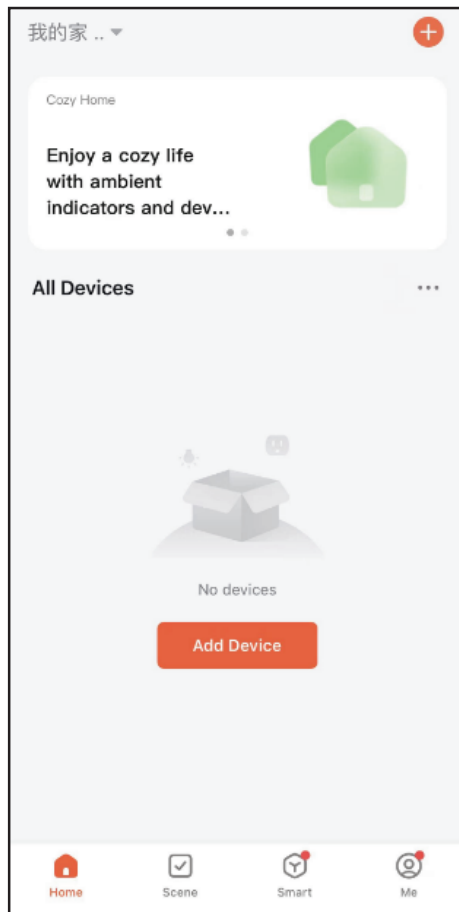 我的家 ..
Cozy Home
Enjoy a cozy life
with ambient
indicators and dev...
All Devices
No devices
Add Device
Home
Scene
Smart
Me